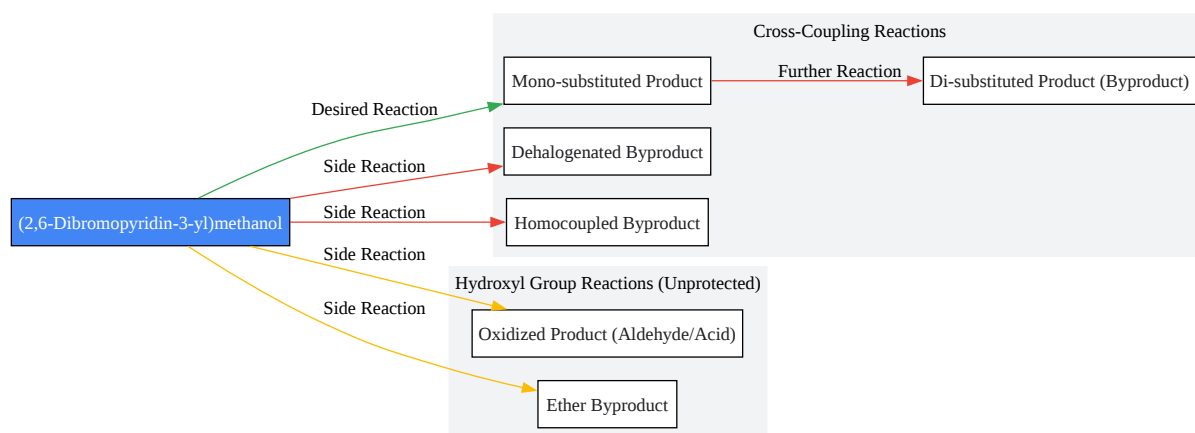 Cross-Coupling Reactions
Mono-substituted Product
Further Reaction
Di-substituted Product (Byproduct)
Desired Reaction
Dehalogenated Byproduct
Side Reaction
(2,6-Dibromopyridin-3-yl)methanol
Side Reaction
Homocoupled Byproduct
Side Reaction
Hydroxyl Group Reactions (Unprotected)
Side Reaction
Oxidized Product (Aldehyde/Acid)
Ether Byproduct